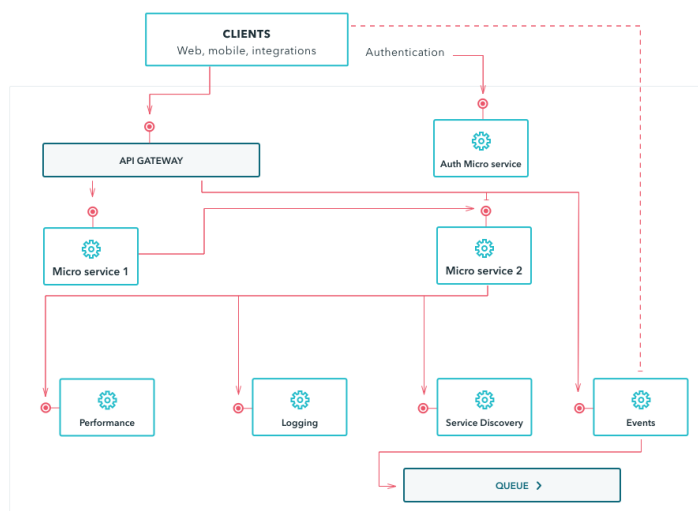 CLIENTS
Web, mobile, integrations
Authentication
API GATEWAY
Auth Micro service
Micro service 1
Micro service 2
Performance
Logging
Service Discovery
Events
QUEUE